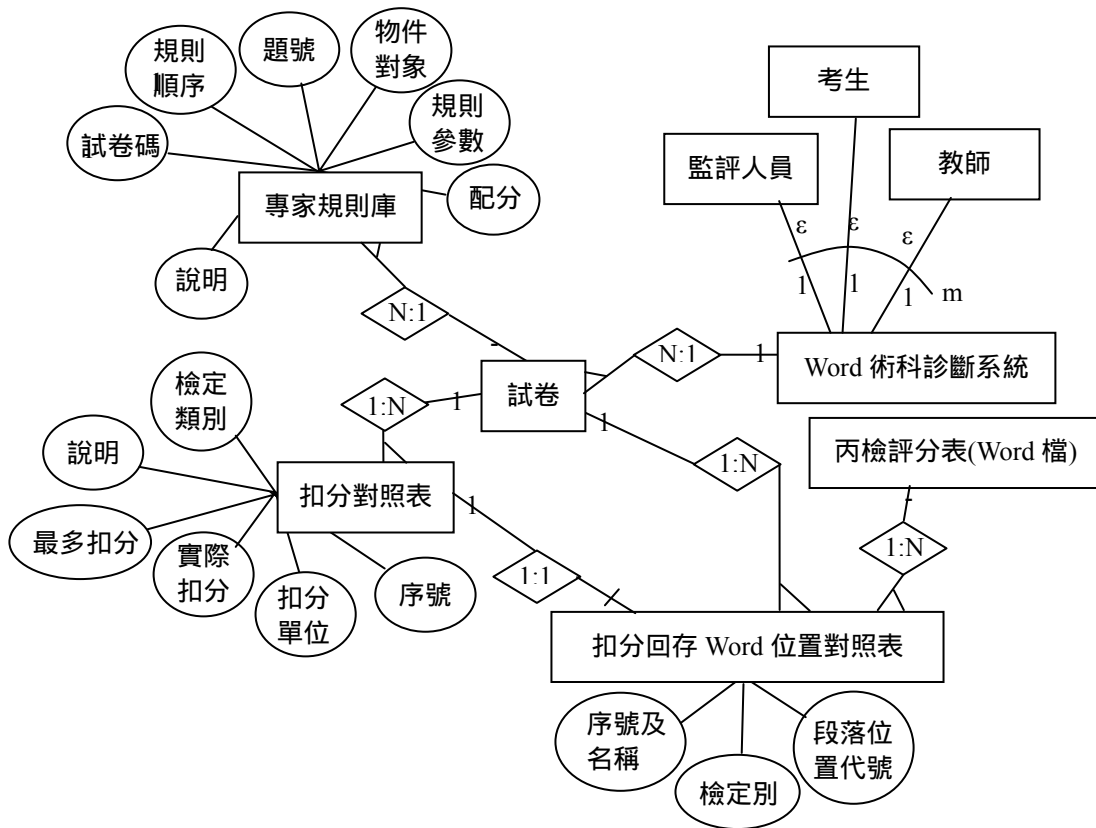 物件
對象
規則
順序
題號
考生
規則
參數
試卷碼
監評人員
教師
專家規則庫
配分
ε
ε
ε
說明
1
1
1
m
N:1
N:1
1
Word 術科診斷系統
-
試卷
檢定
類別
1:N
1
1
說明
1:N
丙檢評分表(Word 檔)
扣分對照表
1
-
最多扣分
實際
扣分
1:1
1:N
扣分
單位
序號
扣分回存 Word 位置對照表
序號及
名稱
段落位
置代號
檢定別